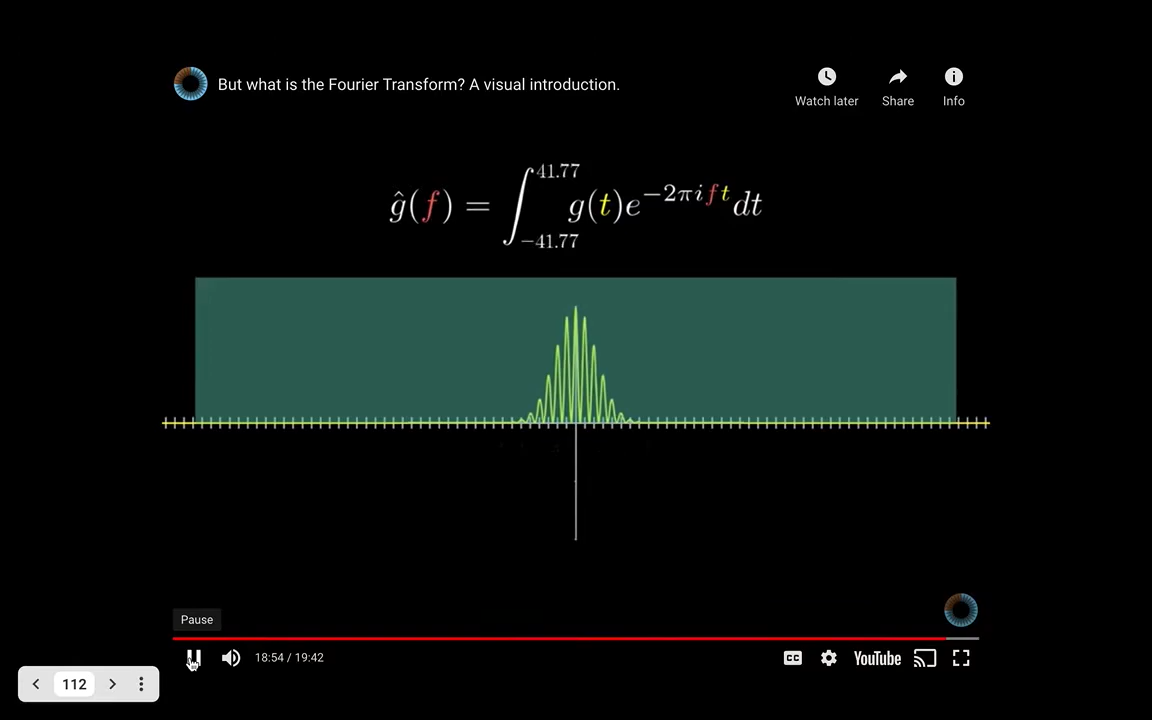 But what is the Fourier Transform? A visual introduction.
Watch later
Share
Info
ĝ(f) = ∫_{-41.77}^{41.77} g(t)e^{-2πift}dt
Pause
18:54 / 19:42
CC
YouTube
112